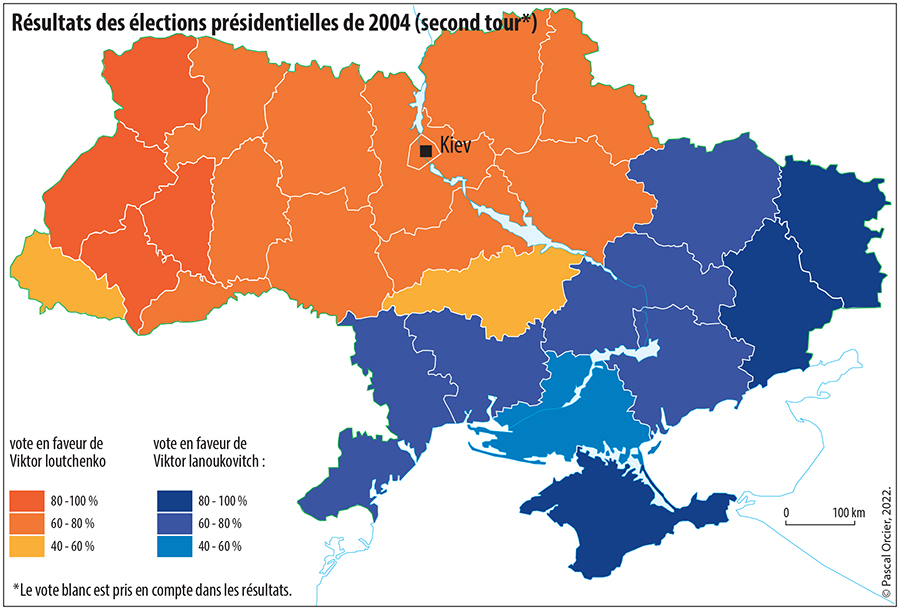 Résultats des élections présidentielles de 2004 (second tour*)
Kiev
vote en faveur de
Viktor Ioutchenko
80 -100 %
60 - 80 %
40 - 60 %
vote en faveur de
Viktor Ianoukovitch :
80 - 100 %
60 - 80 %
40 - 60 %
0 100 km
*Le vote blanc est pris en compte dans les résultats.
© Pascal Orcier, 2022.